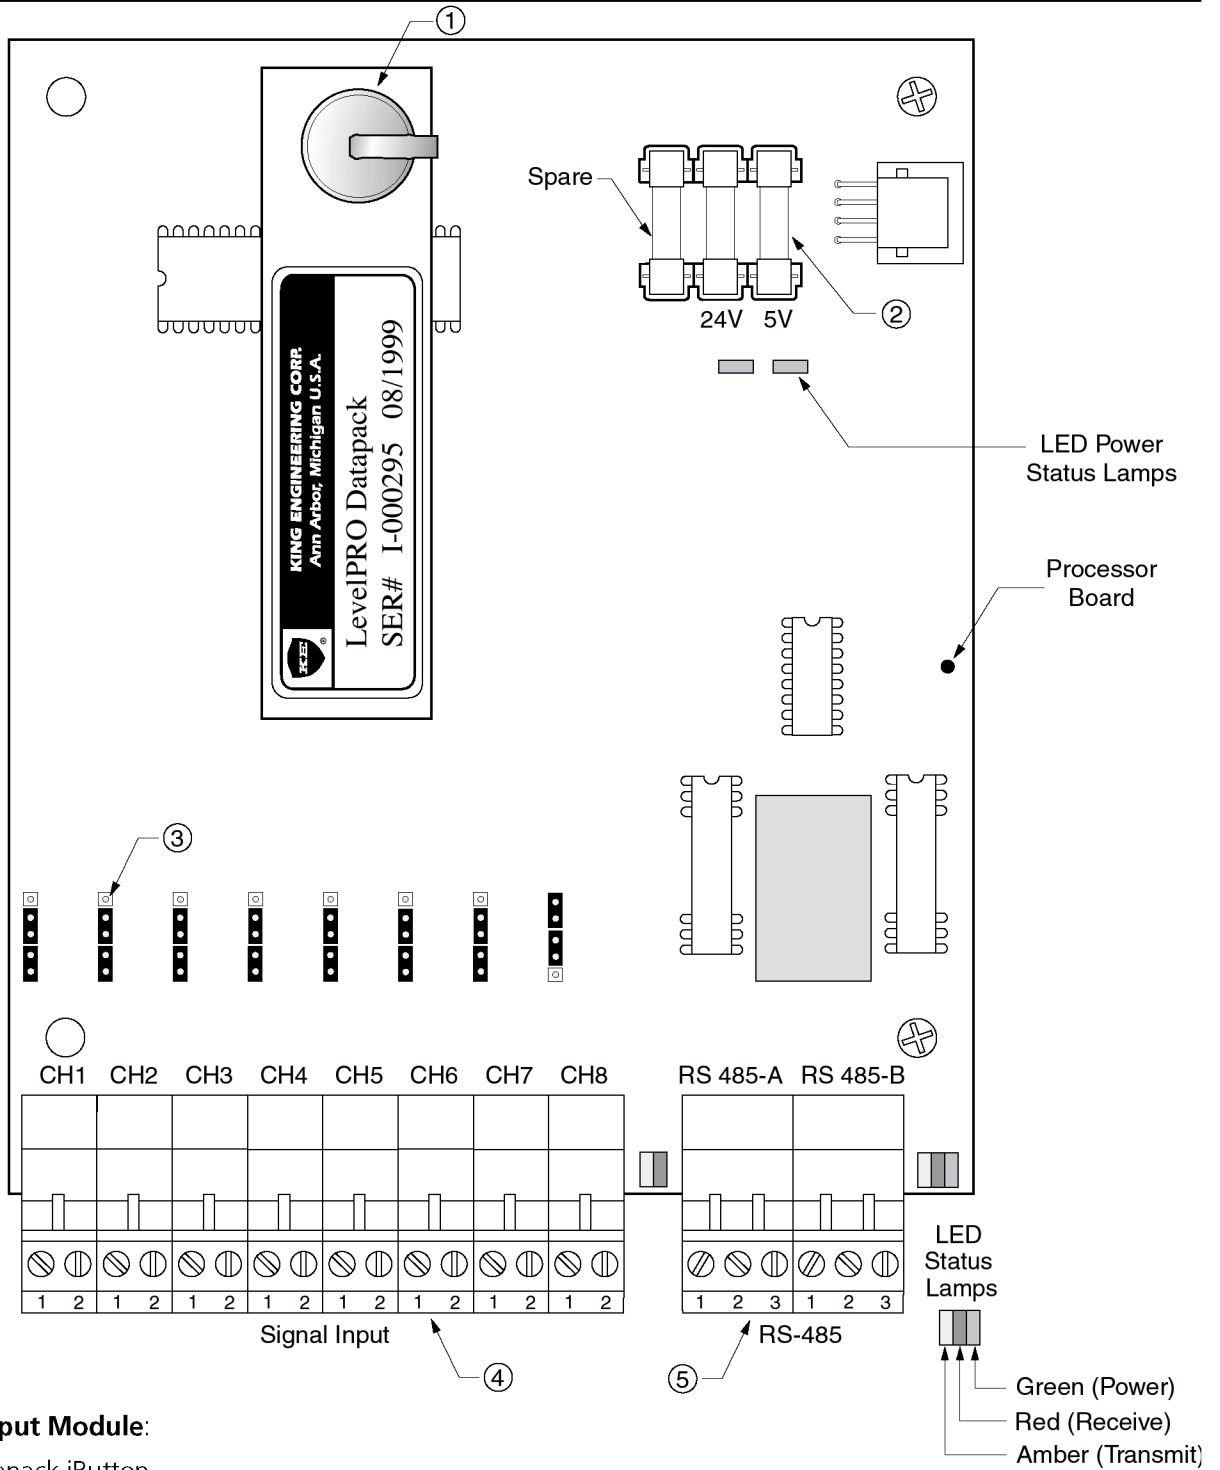 1
Spare
24V 5V
2
LED Power
Status Lamps
KING ENGINEERING CORP.
Ann Arbor, Michigan U.S.A.
LevelPRO Datapack
SER# I-000295 08/1999
K·E
®
Processor
Board
3
CH1 CH2 CH3 CH4 CH5 CH6 CH7 CH8 RS 485-A RS 485-B
1 2 1 2 1 2 1 2 1 2 1 2 1 2 1 2 1 2 3 1 2 3
LED
Status
Lamps
Signal Input
RS-485
4
5
Green (Power)
Red (Receive)
Amber (Transmit)
put Module:
pack iButton